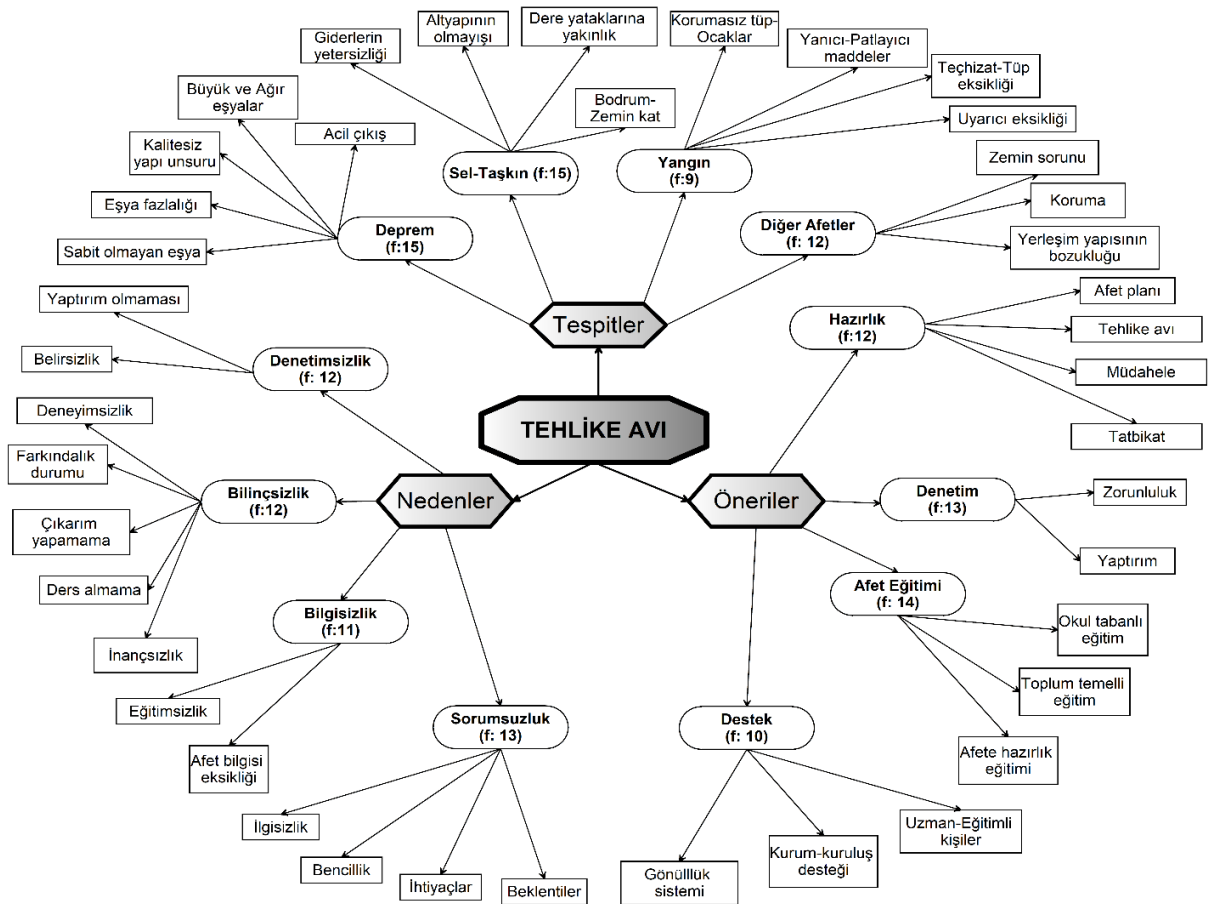 TEHLİKE AVI
Tespitler
Deprem
(f:15)
Sabit olmayan eşya
Eşya fazlalığı
Kalitesiz
yapı unsuru
Büyük ve Ağır
eşyalar
Acil çıkış
Sel-Taşkın (f:15)
Giderlerin
yetersizliği
Altyapının
olmayışı
Dere yataklarına
yakınlık
Bodrum-
Zemin kat
Yangın
(f:9)
Korumasız tüp-
Ocaklar
Yanıcı-Patlayıcı
maddeler
Teçhizat-Tüp
eksikliği
Uyarıcı eksikliği
Diğer Afetler
(f: 12)
Zemin sorunu
Koruma
Yerleşim yapısının
bozukluğu
Nedenler
Denetimsizlik
(f: 12)
Yaptırım olmaması
Belirsizlik
Bilinçsizlik
(f:12)
Deneyimsizlik
Farkındalık
durumu
Çıkarım
yapamama
Ders almama
İnançsızlık
Bilgisizlik
(f:11)
Eğitimsizlik
Afet bilgisi
eksikliği
Sorumsuzluk
(f: 13)
İlgisizlik
Bencillik
İhtiyaçlar
Beklentiler
Öneriler
Hazırlık
(f:12)
Afet planı
Tehlike avı
Müdahele
Tatbikat
Denetim
(f:13)
Zorunluluk
Yaptırım
Afet Eğitimi
(f: 14)
Okul tabanlı
eğitim
Toplum temelli
eğitim
Afete hazırlık
eğitimi
Destek
(f: 10)
Uzman-Eğitimli
kişiler
Kurum-kuruluş
desteği
Gönülllük
sistemi